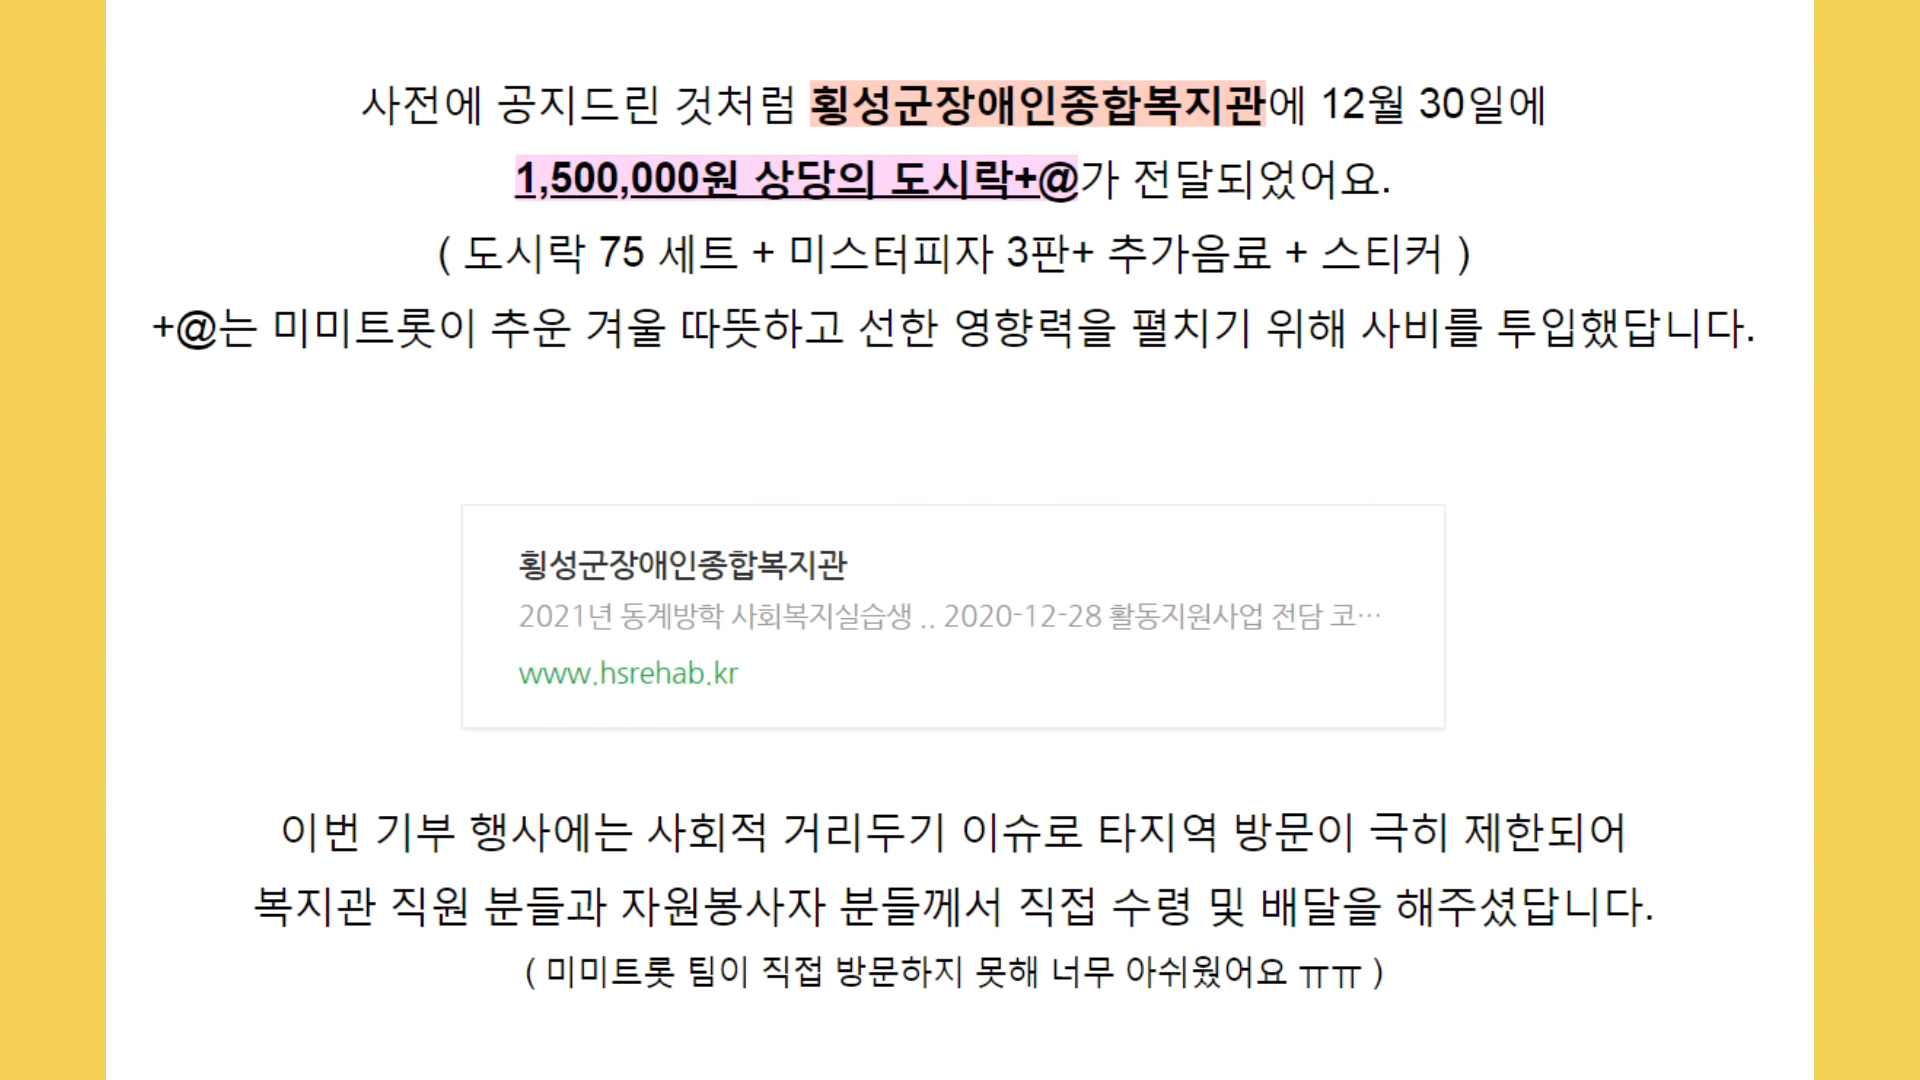 사전에 공지드린 것처럼 횡성군장애인종합복지관에 12월 30일에
1,500,000원 상당의 도시락+@가 전달되었어요.
( 도시락 75 세트 + 미스터피자 3판+ 추가음료 + 스티커 )
+@는 미미트롯이 추운 겨울 따뜻하고 선한 영향력을 펼치기 위해 사비를 투입했답니다.
횡성군장애인종합복지관
2021년 동계방학 사회복지실습생 .. 2020-12-28 활동지원사업 전담 코…
www.hsrehab.kr
이번 기부 행사에는 사회적 거리두기 이슈로 타지역 방문이 극히 제한되어
복지관 직원 분들과 자원봉사자 분들께서 직접 수령 및 배달을 해주셨답니다.
( 미미트롯 팀이 직접 방문하지 못해 너무 아쉬웠어요 ㅠㅠ )